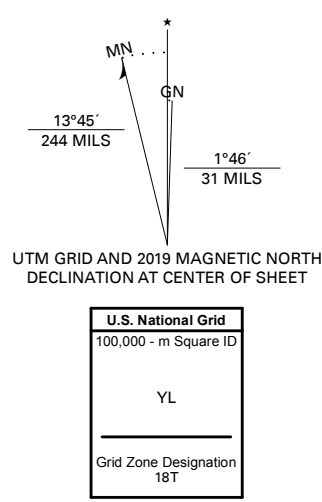 MN
GN
13°45´
244 MILS
1°46´
31 MILS
UTM GRID AND 2019 MAGNETIC NORTH
DECLINATION AT CENTER OF SHEET
U.S. National Grid
100,000 - m Square ID
YL
Grid Zone Designation
18T